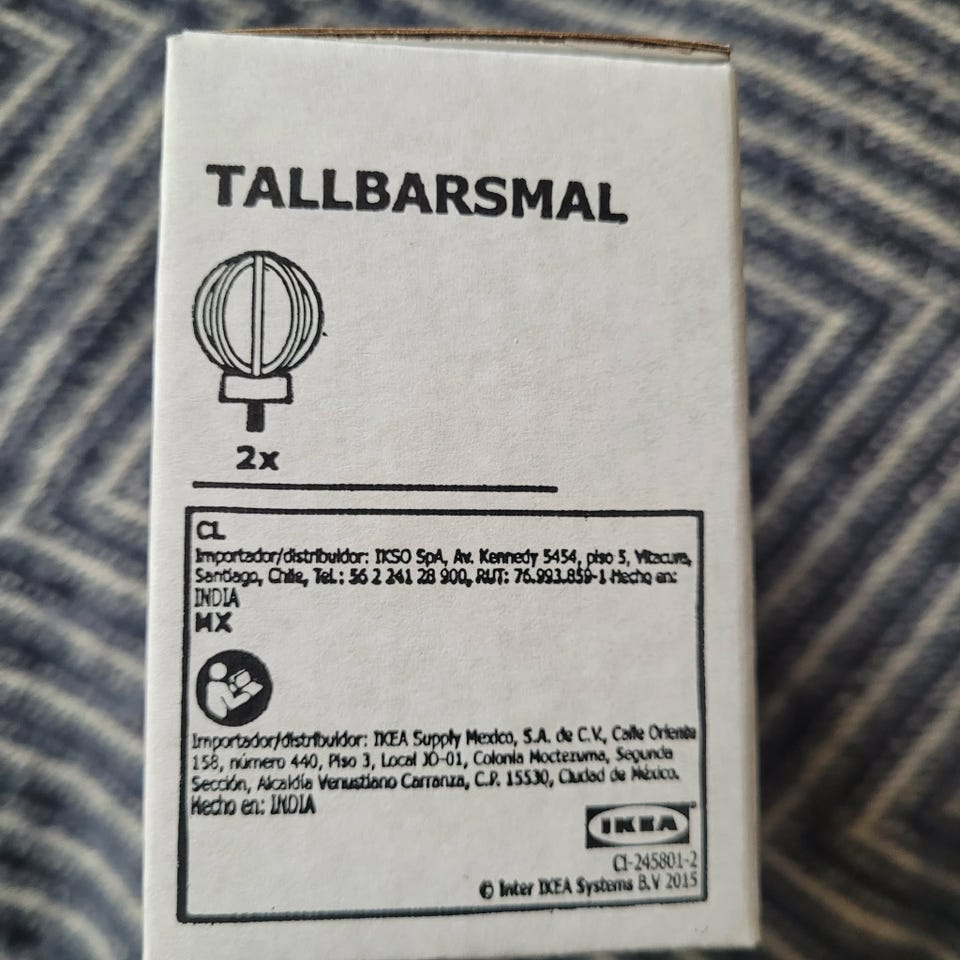 TALLBARSMAL
2x
CL
Importador/distribuidor: IKSO SpA, Av. Kennedy 5454, piso 5, Vitacura,
Santiago, Chile, Tel.: 56 2 241 28 900, RUT: 76.993.859-1 Hecho en:
INDIA
MX
Importador/distribuidor: IKEA Supply Mexico, S.A. de C.V, Calle Oriente
158, número 440, Piso 3, Local JO-01, Colonia Moctezuma, Segunda
Sección, Alcaldía Venustiano Carranza, C.P. 15530, Ciudad de México.
Hecho en: INDIA
IKEA
CI-245801-2
© Inter IKEA Systems B.V 2015